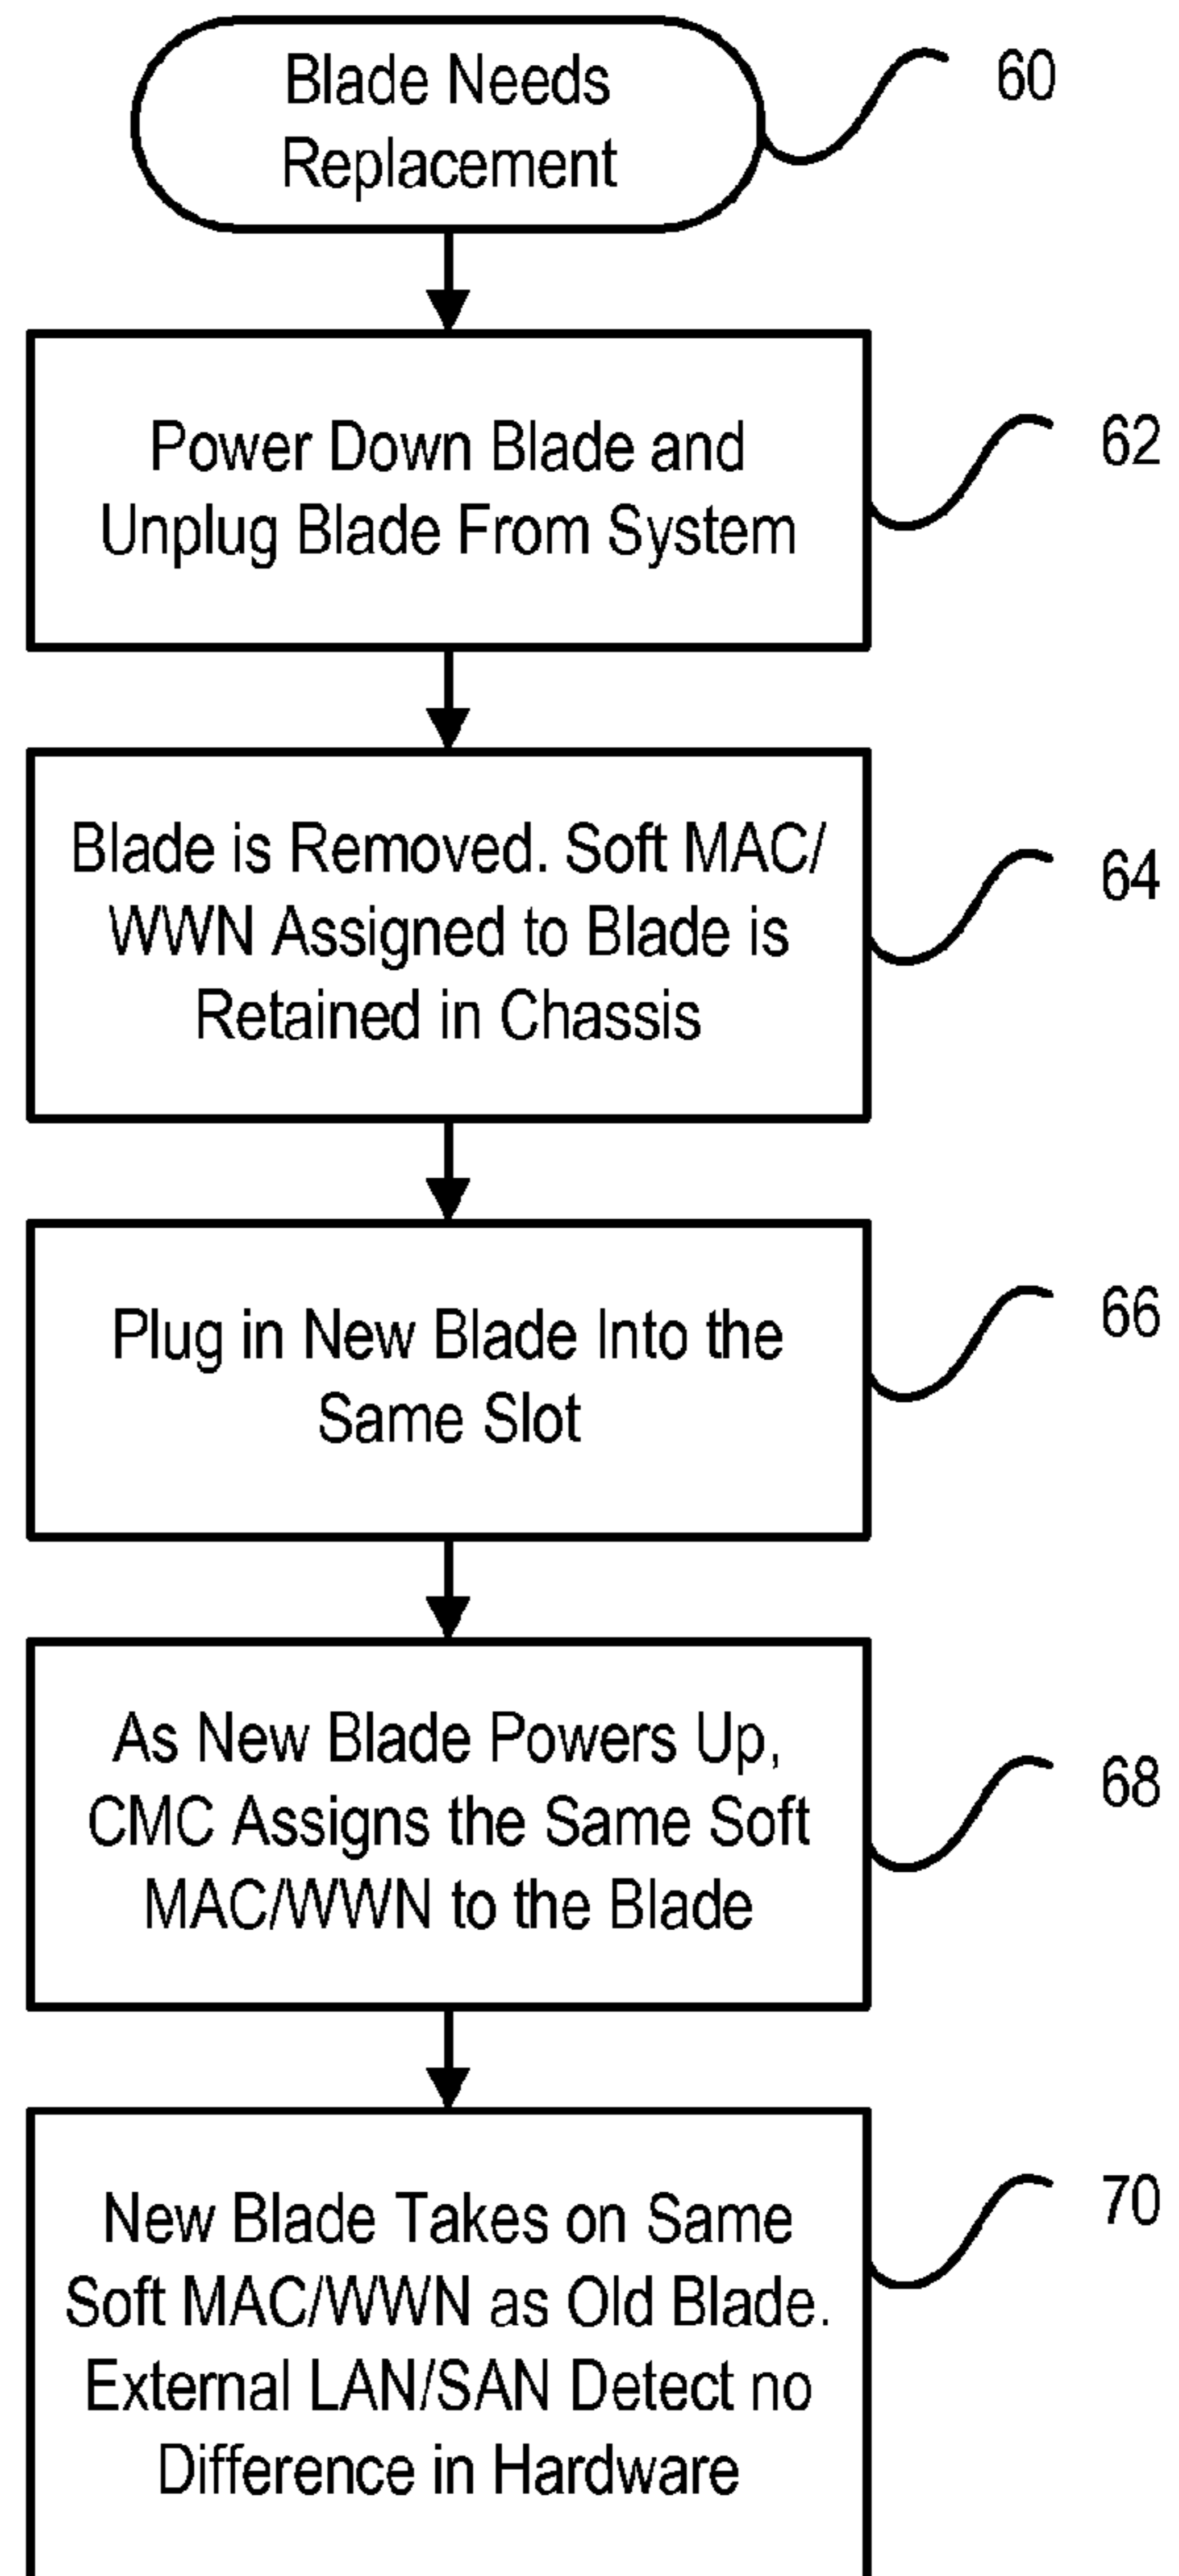 Blade Needs
Replacement
60
Power Down Blade and
Unplug Blade From System
62
Blade is Removed. Soft MAC/
WWN Assigned to Blade is
Retained in Chassis
64
Plug in New Blade Into the
Same Slot
66
As New Blade Powers Up,
CMC Assigns the Same Soft
MAC/WWN to the Blade
68
New Blade Takes on Same
Soft MAC/WWN as Old Blade.
External LAN/SAN Detect no
Difference in Hardware
70